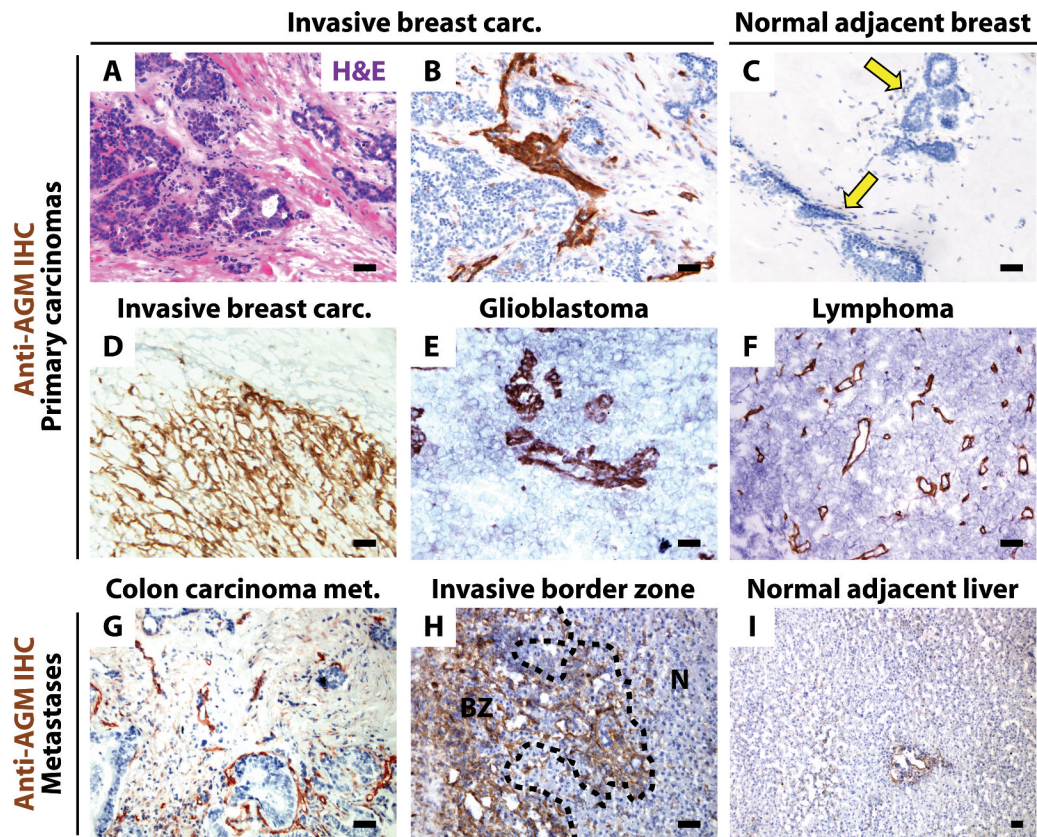 Invasive breast carc.
Normal adjacent breast
Anti-AGM IHC
Primary carcinomas
A
H&E
B
C
Invasive breast carc.
Glioblastoma
Lymphoma
D
E
F
Anti-AGM IHC
Metastases
Colon carcinoma met.
Invasive border zone
Normal adjacent liver
G
H
BZ
N
I